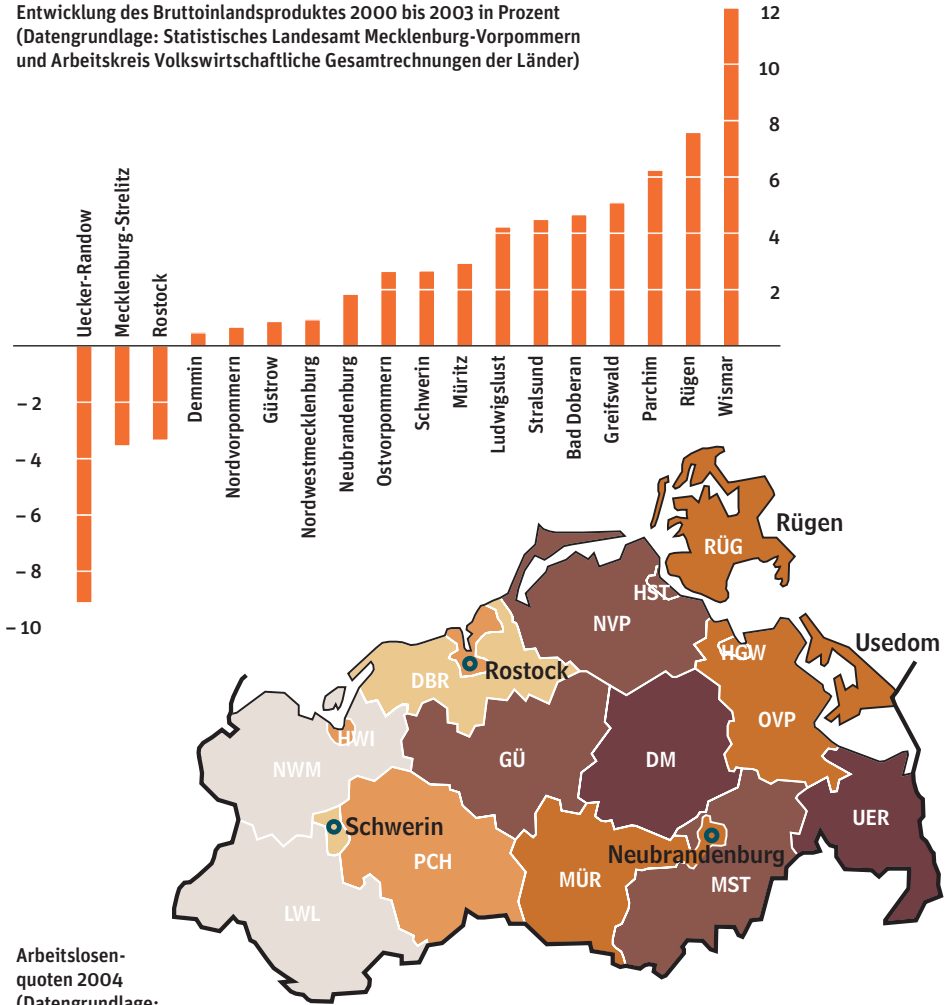 Entwicklung des Bruttoinlandsproduktes 2000 bis 2003 in Prozent
(Datengrundlage: Statistisches Landesamt Mecklenburg-Vorpommern
und Arbeitskreis Volkswirtschaftliche Gesamtrechnungen der Länder)
12
10
8
6
4
2
– 2
– 4
– 6
– 8
– 10
Uecker-Randow
Mecklenburg-Strelitz
Rostock
Demmin
Nordvorpommern
Güstrow
Nordwestmecklenburg
Neubrandenburg
Ostvorpommern
Schwerin
Müritz
Ludwigslust
Stralsund
Bad Doberan
Greifswald
Parchim
Rügen
Wismar
RÜG
Rügen
HST
NVP
HGW
Usedom
Rostock
DBR
OVP
HWI
NWM
GÜ
DM
UER
Schwerin
PCH
Neubrandenburg
MÜR
MST
LWL
Arbeitslosen-
quoten 2004
(Datengrundlage: